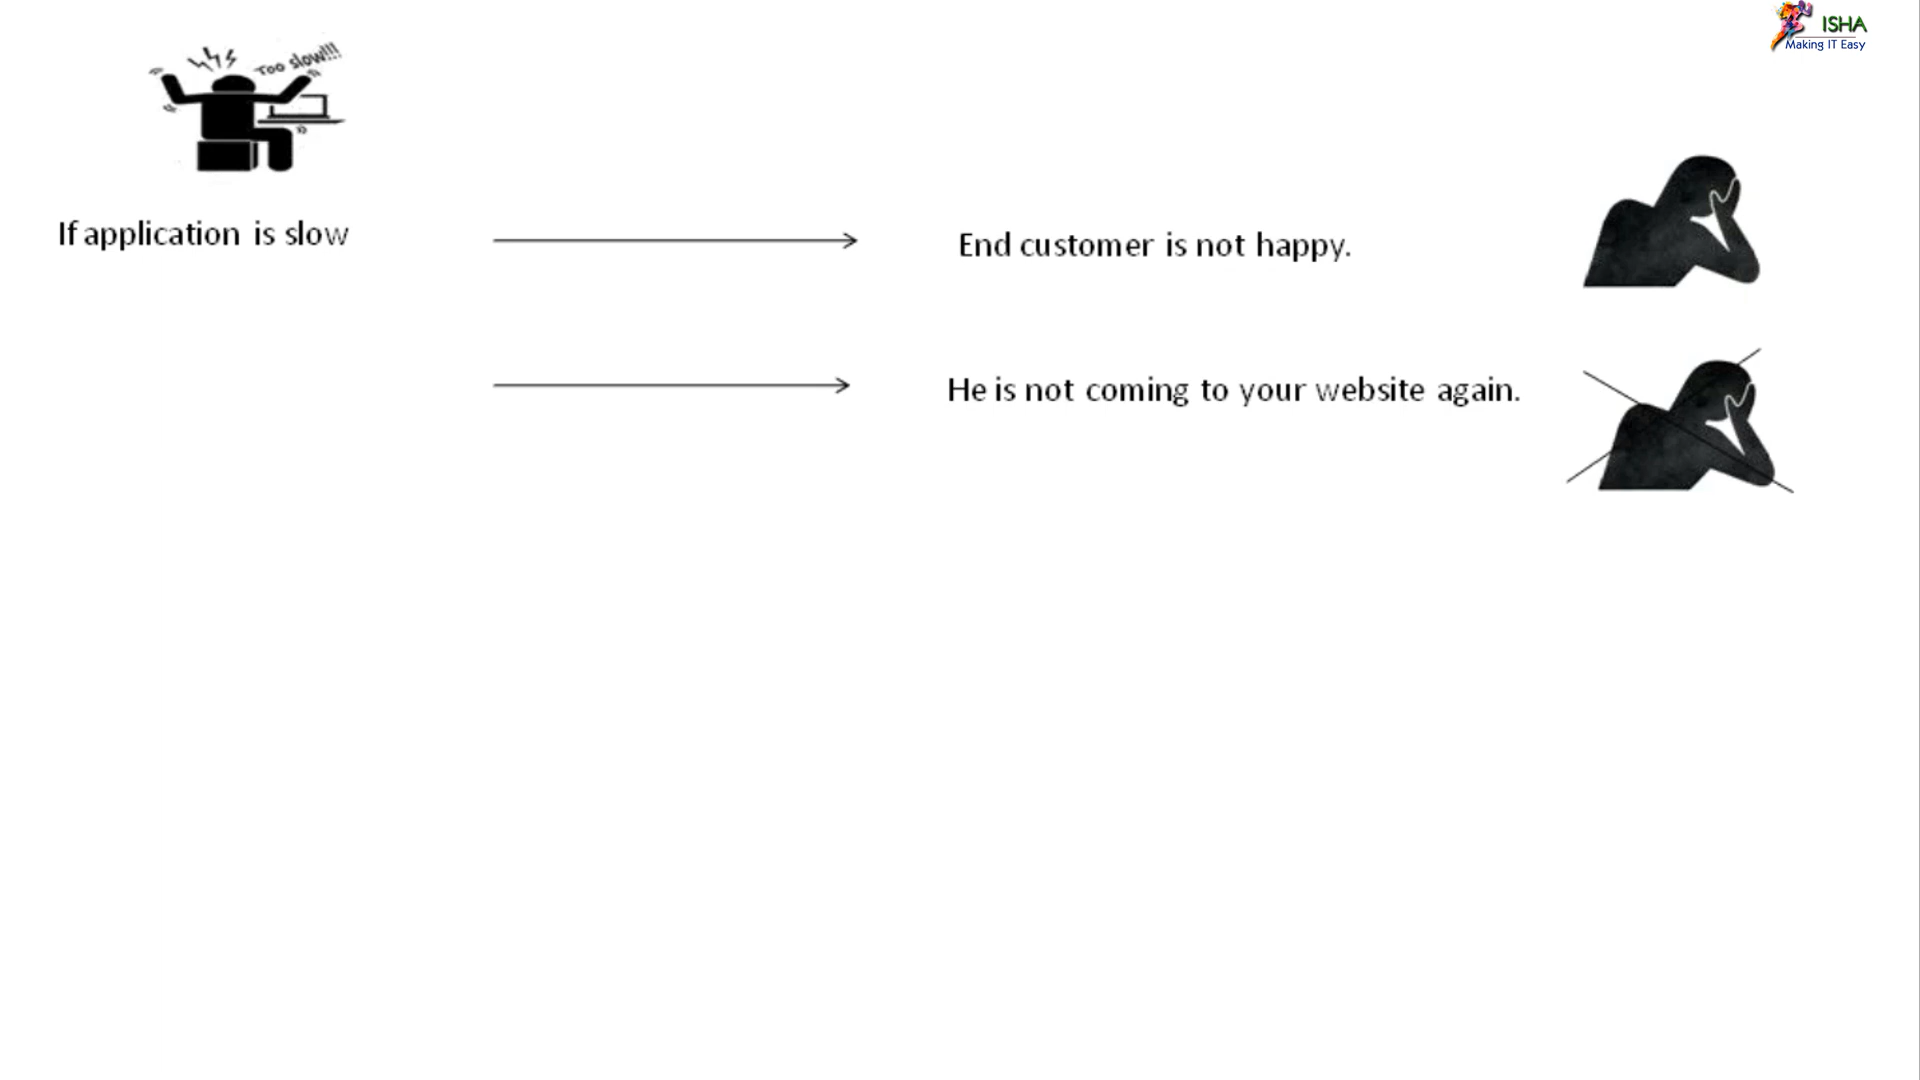 ISHA
Making IT Easy
Too slow!!!
If application is slow
End customer is not happy.
He is not coming to your website again.